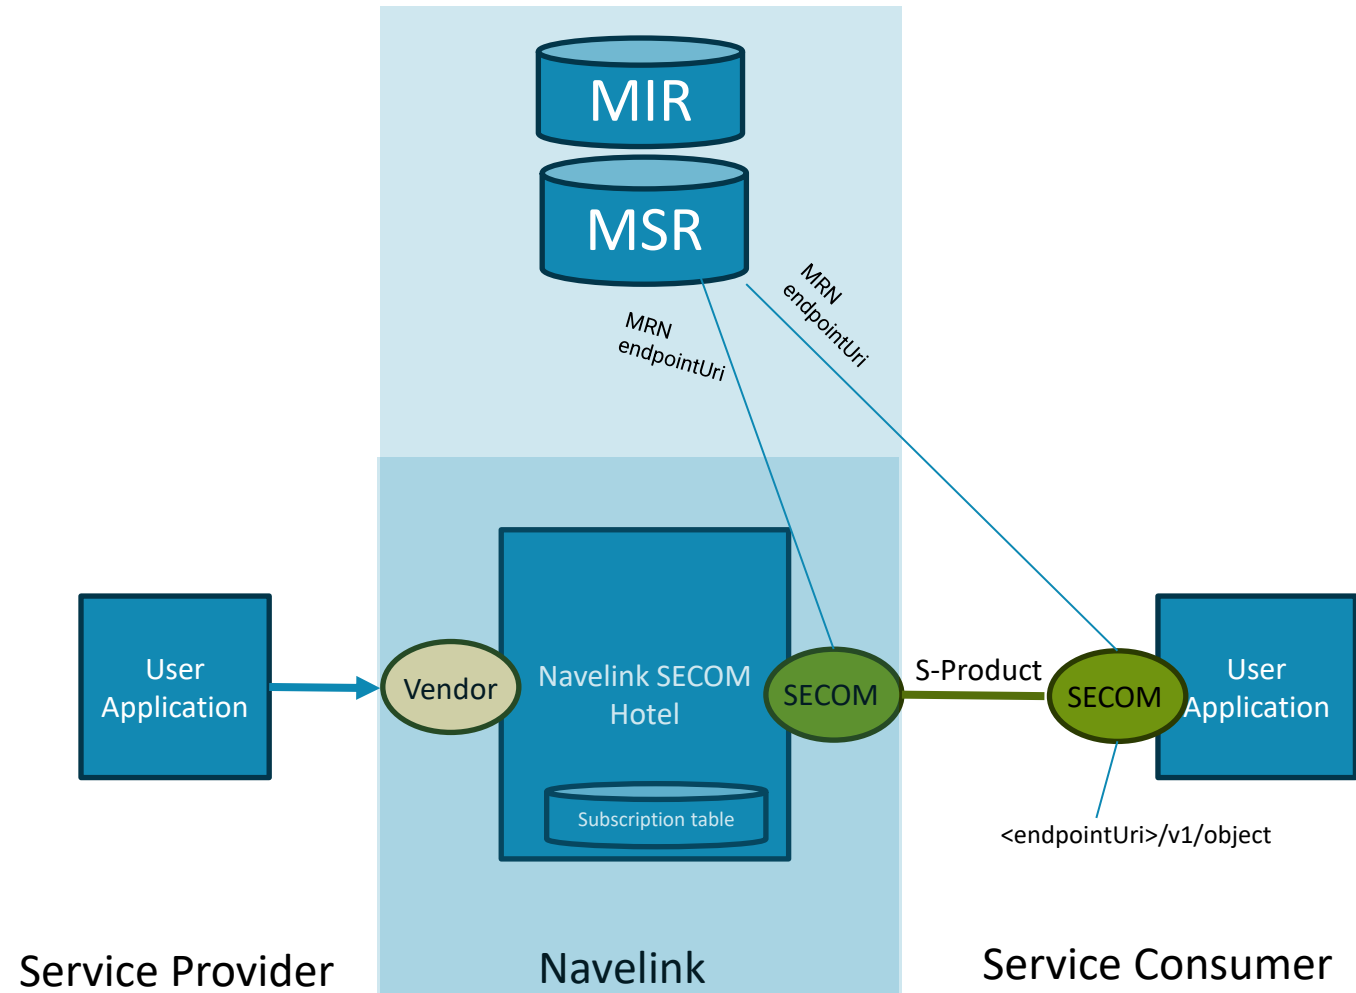 MIR
MSR
MRN
endpointUri
MRN
endpointUri
User
Application
Vendor
Navelink SECOM
Hotel
Subscription table
SECOM
S-Product
SECOM
User
Application
<endpointUri>/v1/object
Service Provider
Navelink
Service Consumer